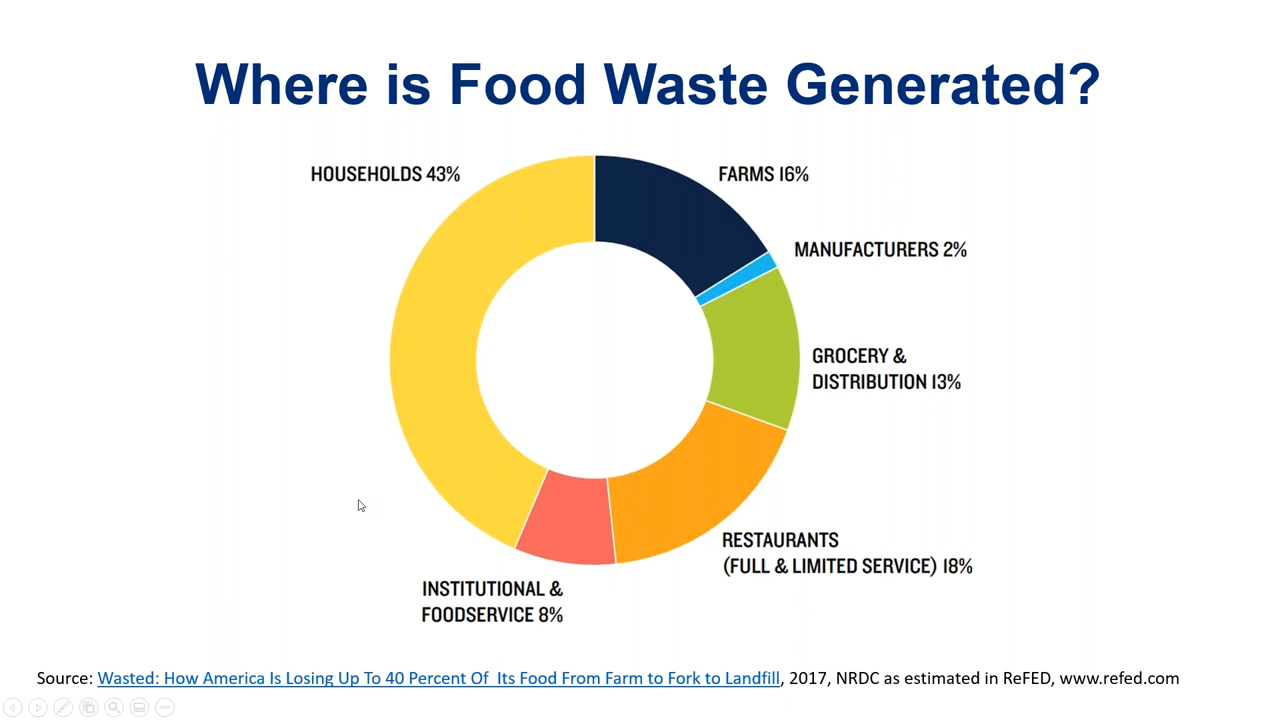 Where is Food Waste Generated?
HOUSEHOLDS 43%
FARMS 16%
MANUFACTURERS 2%
GROCERY &
DISTRIBUTION 13%
RESTAURANTS
(FULL & LIMITED SERVICE) 18%
INSTITUTIONAL &
FOODSERVICE 8%
Source: Wasted: How America Is Losing Up To 40 Percent Of  Its Food From Farm to Fork to Landfill, 2017, NRDC as estimated in ReFED, www.refed.com